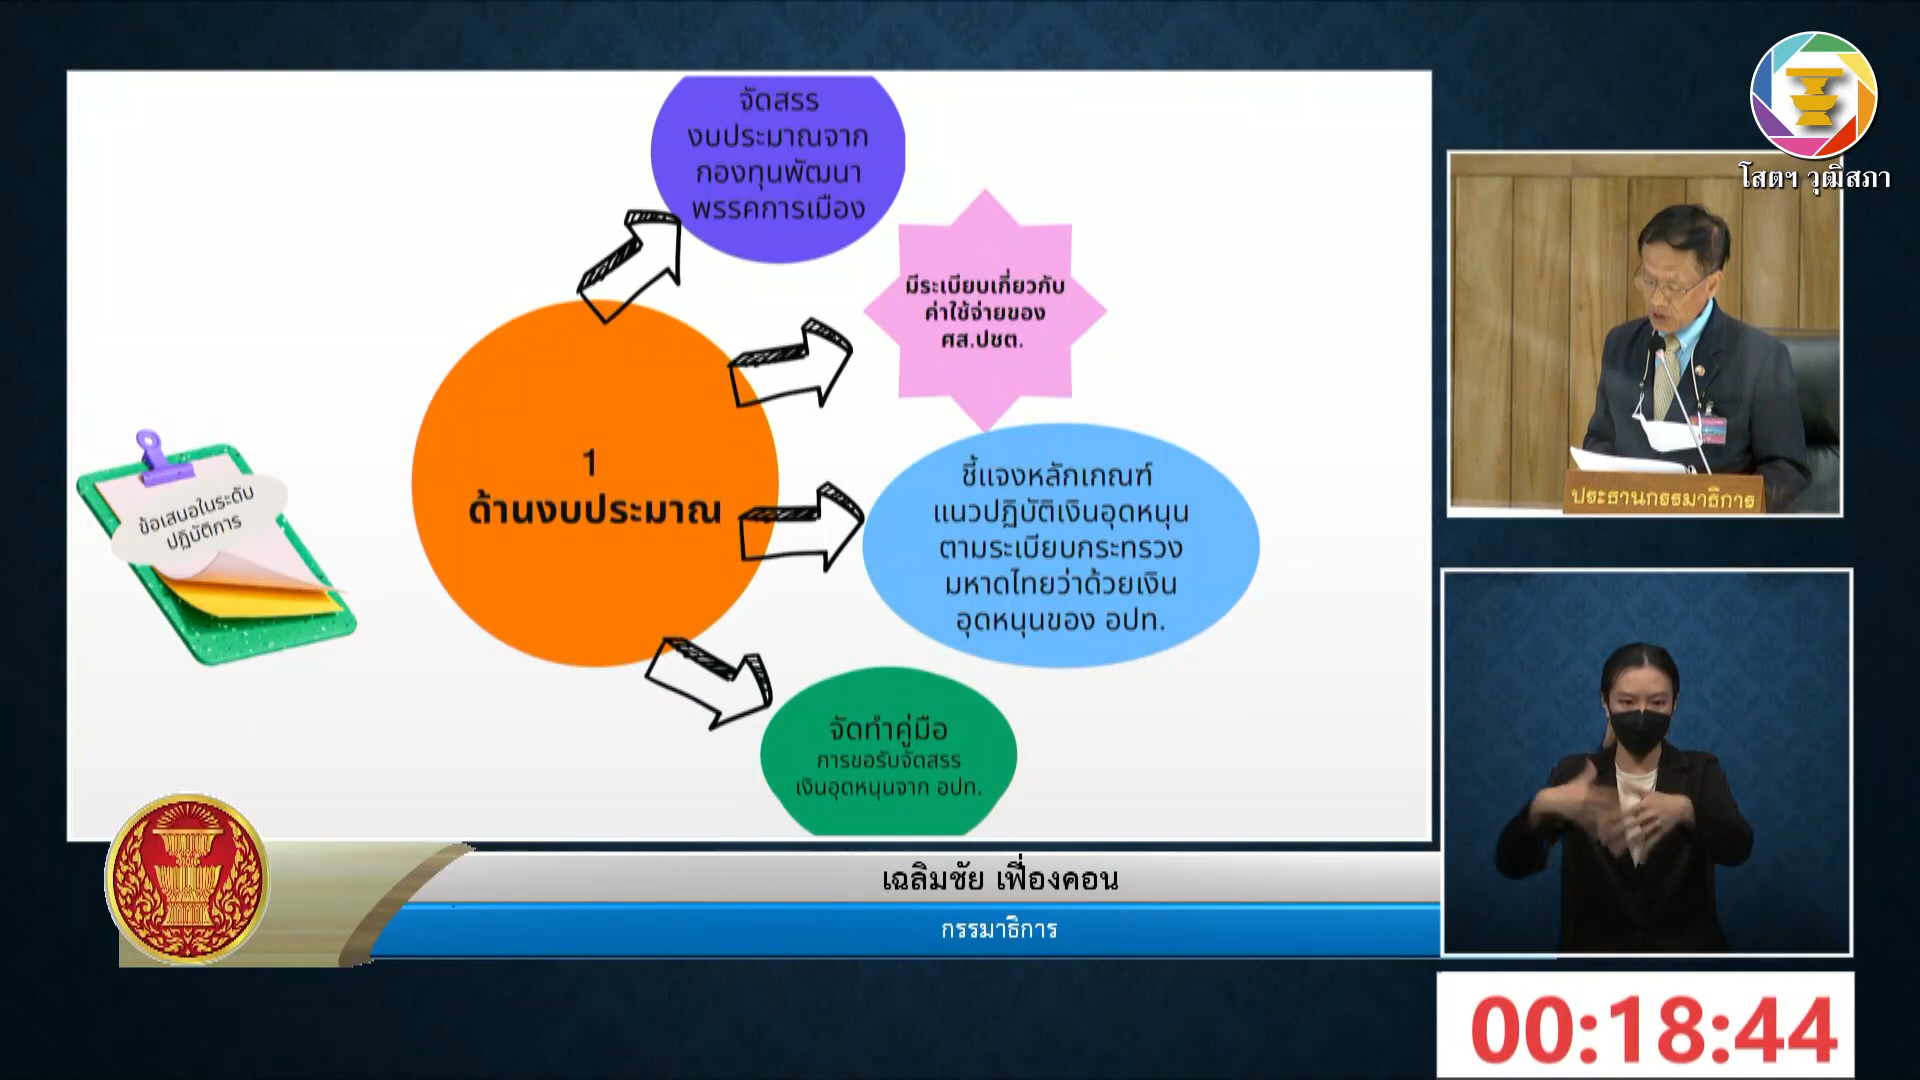 โสตฯ วุฒิสภา
จัดสรร
งบประมาณจาก
กองทุนพัฒนา
พรรคการเมือง
มีระเบียบเกี่ยวกับ
ค่าใช้จ่ายของ
ศส.ปชต.
1
ด้านงบประมาณ
ข้อเสนอในระดับ
ปฏิบัติการ
ชี้แจงหลักเกณฑ์
แนวปฏิบัติเงินอุดหนุน
ตามระเบียบกระทรวง
มหาดไทยว่าด้วยเงิน
อุดหนุนของ อปท.
จัดทำคู่มือ
การขอรับจัดสรร
เงินอุดหนุนจาก อปท.
ประธานกรรมาธิการ
เฉลิมชัย เฟื่องคอน
กรรมาธิการ
00:18:44